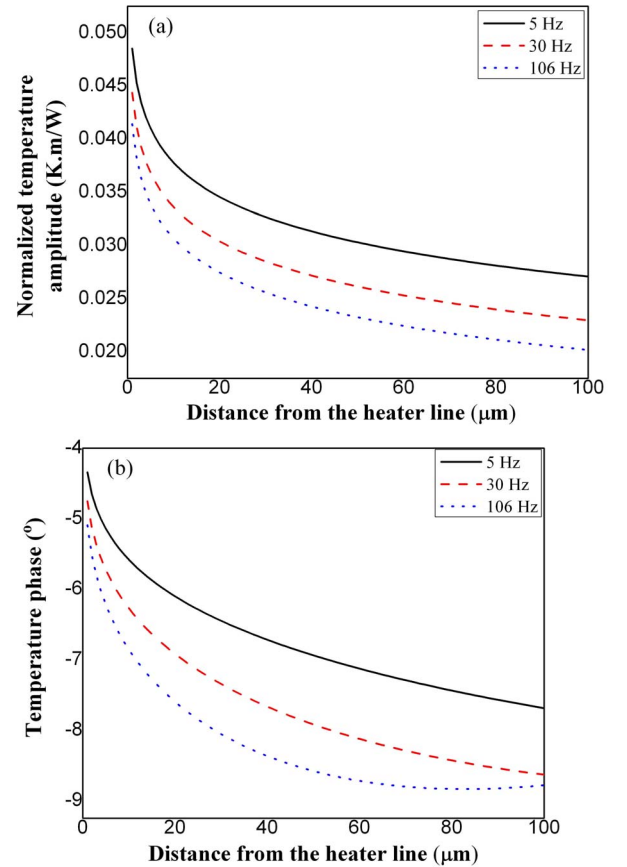 (a)
5 Hz
30 Hz
106 Hz
0.050
0.045
0.040
0.035
0.030
0.025
0.020
Normalized temperature
amplitude (K.m/W)
0 20 40 60 80 100
Distance from the heater line (μm)
(b)
5 Hz
30 Hz
106 Hz
-4
-5
-6
-7
-8
-9
Temperature phase (º)
0 20 40 60 80 100
Distance from the heater line (μm)